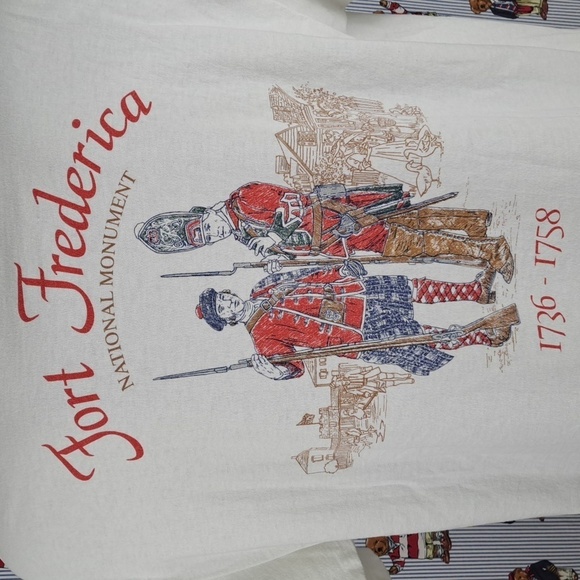 Fort Frederica
NATIONAL MONUMENT
1736 - 1758